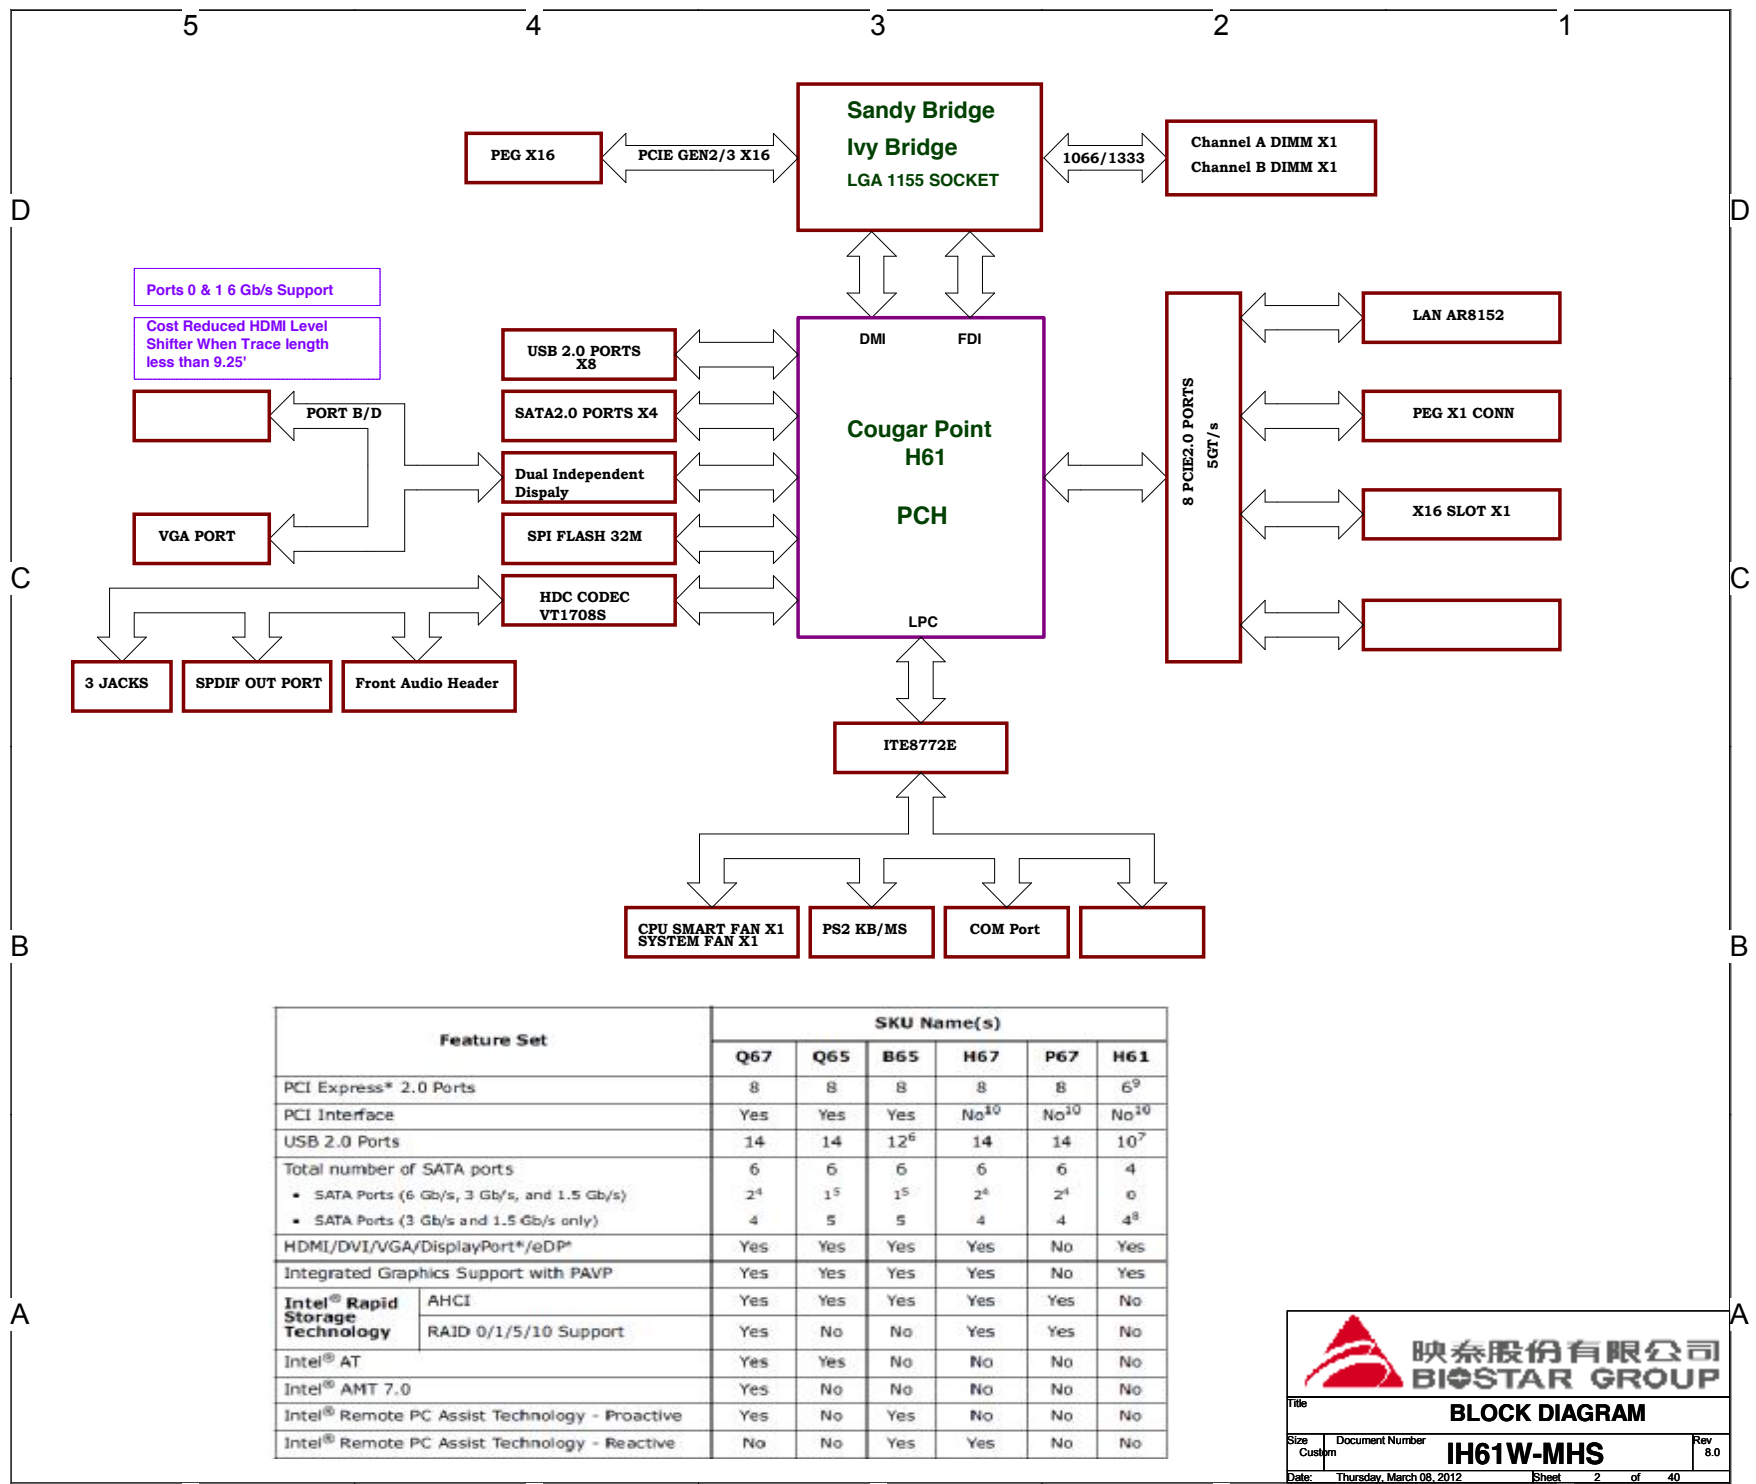 5 4 3 2 1
Sandy Bridge
Ivy Bridge
LGA 1155 SOCKET
PEG X16
PCIE GEN2/3 X16
1066/1333
Channel A DIMM X1
Channel B DIMM X1
D D
Ports 0 & 1 6 Gb/s Support
Cost Reduced HDMI Level
Shifter When Trace length
less than 9.25'
DMI FDI
USB 2.0 PORTS
X8
SATA2.0 PORTS X4
Dual Independent
Dispaly
SPI FLASH 32M
HDC CODEC
VT1708S
PORT B/D
VGA PORT
Cougar Point
H61
PCH
LPC
8 PCIE2.0 PORTS
5GT/s
LAN AR8152
PEG X1 CONN
X16 SLOT X1
C C
3 JACKS
SPDIF OUT PORT
Front Audio Header
ITE8772E
CPU SMART FAN X1
SYSTEM FAN X1
PS2 KB/MS
COM Port
B B
Feature Set SKU Name(s)
Q67 Q65 B65 H67 P67 H61
PCI Express* 2.0 Ports 8 8 8 8 8 6⁹
PCI Interface Yes Yes Yes No¹⁰ No¹⁰ No¹⁰
USB 2.0 Ports 14 14 12⁶ 14 14 10⁷
Total number of SATA ports 6 6 6 6 6 4
• SATA Ports (6 Gb/s, 3 Gb/s, and 1.5 Gb/s) 2⁴ 1⁵ 1⁵ 2⁴ 2⁴ 0
• SATA Ports (3 Gb/s and 1.5 Gb/s only) 4 5 5 4 4 4⁸
HDMI/DVI/VGA/DisplayPort*/eDP* Yes Yes Yes Yes No Yes
Integrated Graphics Support with PAVP Yes Yes Yes Yes No Yes
Intel® Rapid
Storage
Technology
AHCI Yes Yes Yes Yes Yes No
RAID 0/1/5/10 Support Yes No No Yes Yes No
Intel® AT Yes Yes No No No No
Intel® AMT 7.0 Yes No No No No No
Intel® Remote PC Assist Technology - Proactive Yes No Yes No No No
Intel® Remote PC Assist Technology - Reactive No No Yes Yes No No
A A
映泰股份有限公司
BIOSTAR GROUP
Title
BLOCK DIAGRAM
Size
Custom
Document Number
IH61W-MHS
Rev
8.0
Date: Thursday, March 08, 2012 Sheet 2 of 40